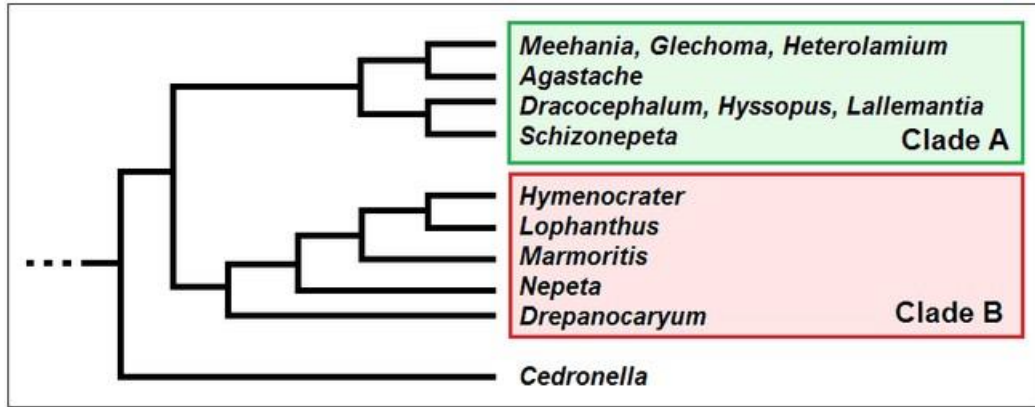 Meehania, Glechoma, Heterolamium
Agastache
Dracocephalum, Hyssopus, Lallemantia
Schizonepeta
Clade A
Hymenocrater
Lophanthus
Marmoritis
Nepeta
Drepanocaryum
Clade B
Cedronella